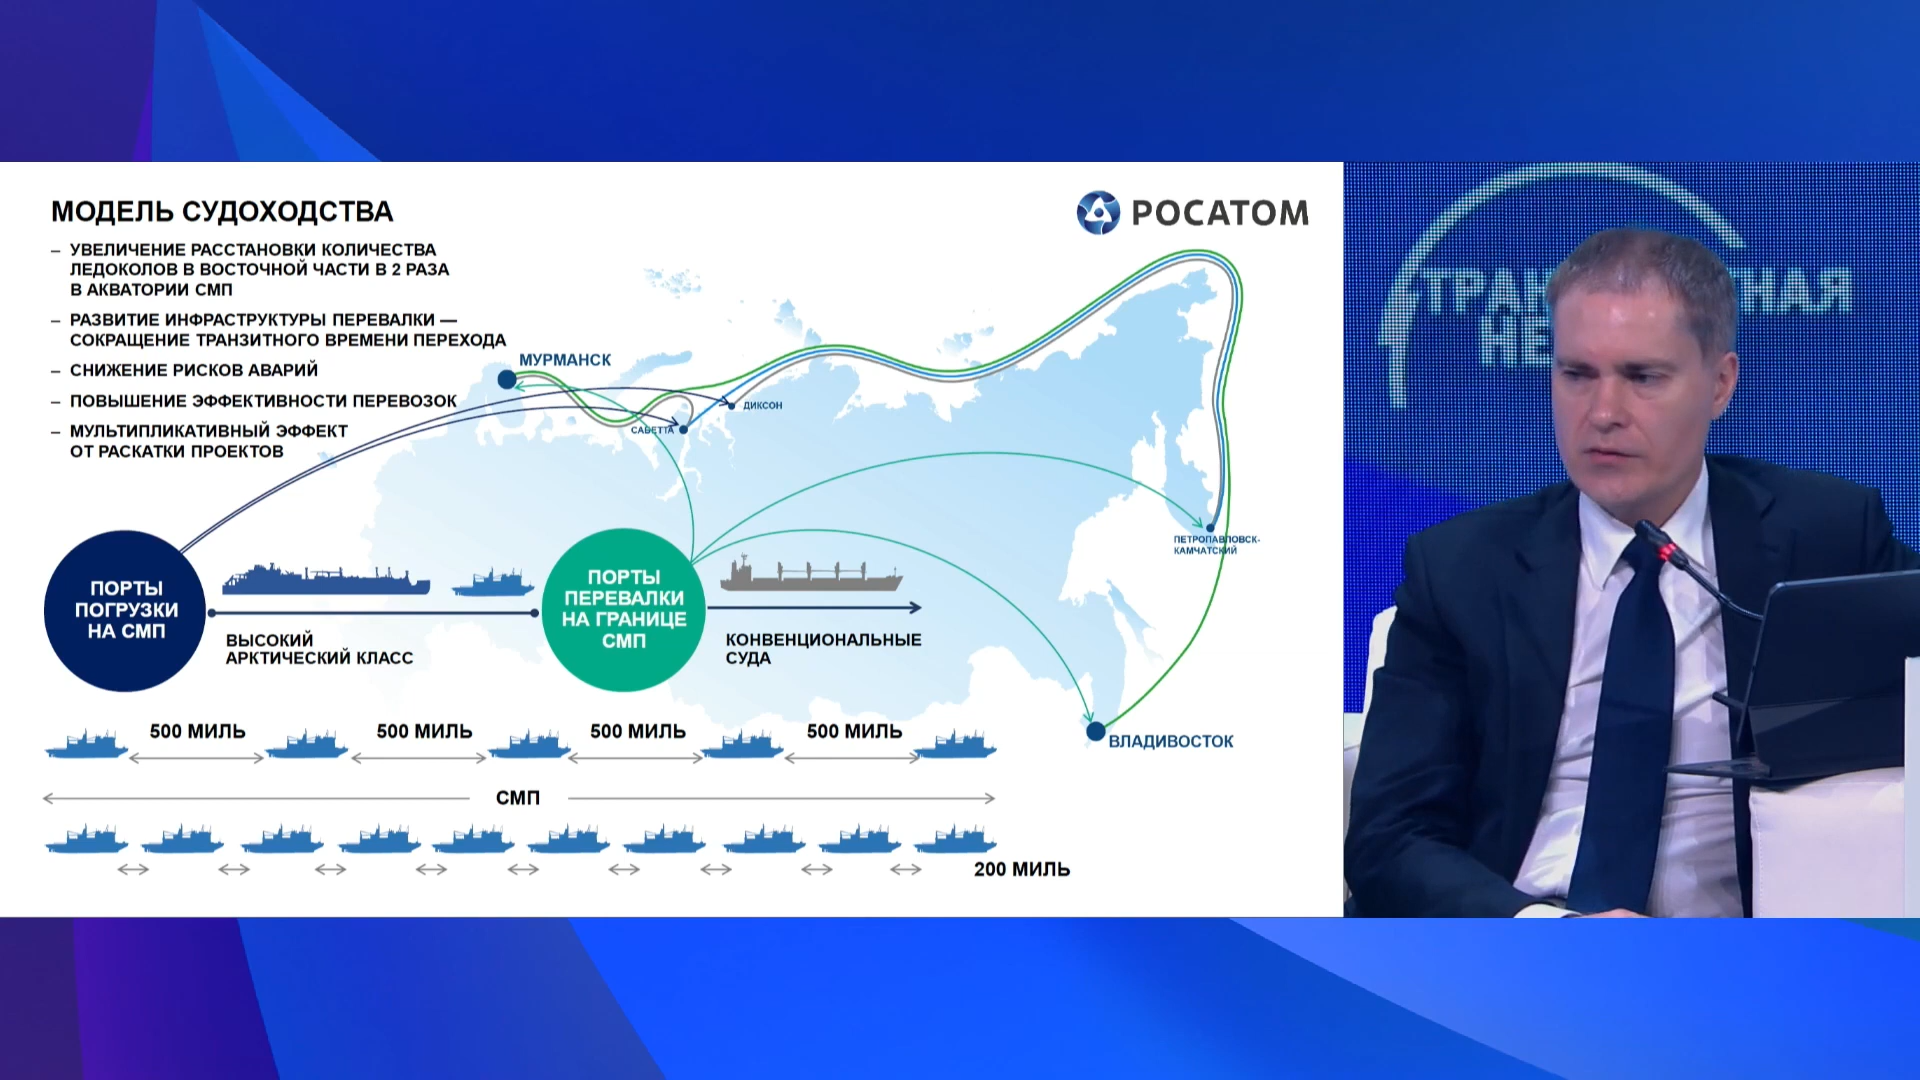 МОДЕЛЬ СУДОХОДСТВА
РОСАТОМ
– УВЕЛИЧЕНИЕ РАССТАНОВКИ КОЛИЧЕСТВА
ЛЕДОКОЛОВ В ВОСТОЧНОЙ ЧАСТИ В 2 РАЗА
В АКВАТОРИИ СМП
– РАЗВИТИЕ ИНФРАСТРУКТУРЫ ПЕРЕВАЛКИ —
СОКРАЩЕНИЕ ТРАНЗИТНОГО ВРЕМЕНИ ПЕРЕХОДА
– СНИЖЕНИЕ РИСКОВ АВАРИЙ
– ПОВЫШЕНИЕ ЭФФЕКТИВНОСТИ ПЕРЕВОЗОК
– МУЛЬТИПЛИКАТИВНЫЙ ЭФФЕКТ
ОТ РАСКАТКИ ПРОЕКТОВ
МУРМАНСК
ДИКСОН
САБЕТТА
ПЕТРОПАВЛОВСК-
КАМЧАТСКИЙ
ВЛАДИВОСТОК
ПОРТЫ
ПОГРУЗКИ
НА СМП
ВЫСОКИЙ
АРКТИЧЕСКИЙ КЛАСС
ПОРТЫ
ПЕРЕВАЛКИ
НА ГРАНИЦЕ
СМП
КОНВЕНЦИОНАЛЬНЫЕ
СУДА
500 МИЛЬ 500 МИЛЬ 500 МИЛЬ 500 МИЛЬ
СМП
200 МИЛЬ